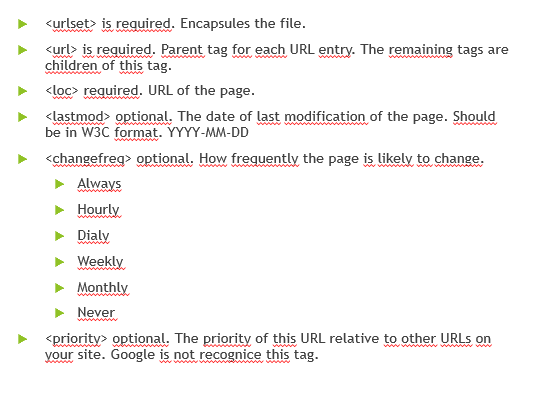 <urlset> is required. Encapsules the file.
<url> is required. Parent tag for each URL entry. The remaining tags are
children of this tag.
<loc> required. URL of the page.
<lastmod> optional. The date of last modification of the page. Should
be in W3C format. YYYY-MM-DD
<changefreq> optional. How frequently the page is likely to change.
Always
Hourly
Dialy
Weekly
Monthly
Never
<priority> optional. The priority of this URL relative to other URLs on
your site. Google is not recognice this tag.